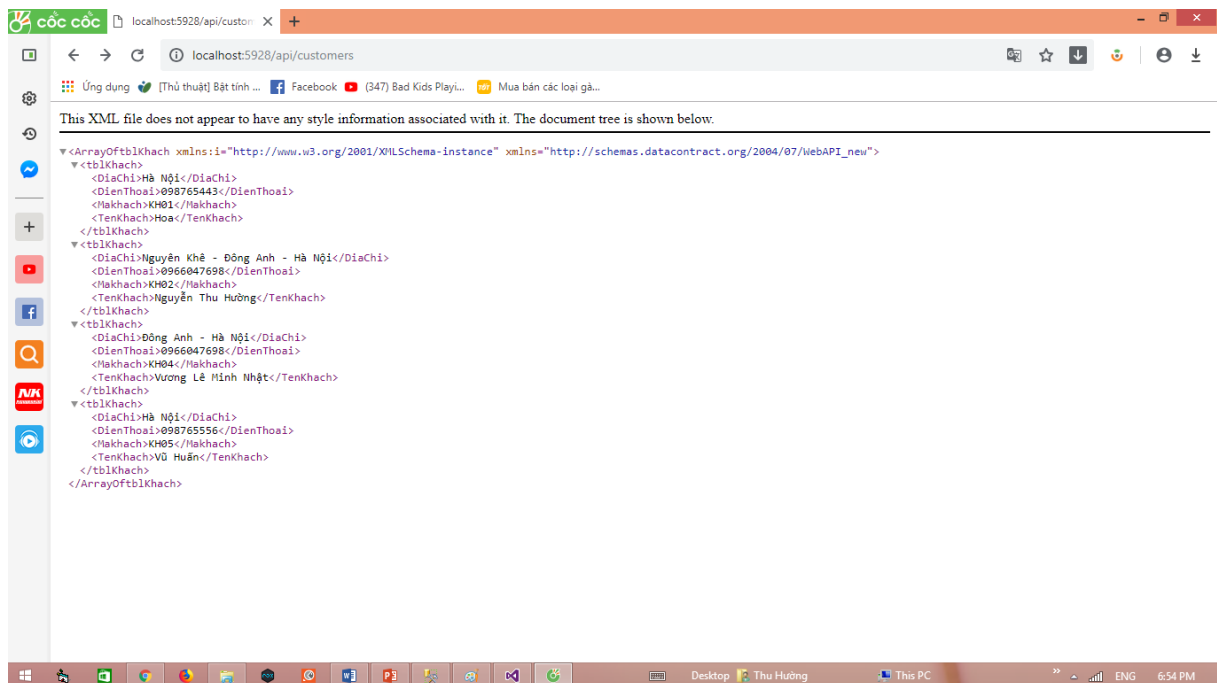 cốc cốc localhost:5928/api/custom
localhost:5928/api/customers
Ứng dụng [Thủ thuật] Bật tính ... Facebook (347) Bad Kids Playi... Mua bán các loại gà...
This XML file does not appear to have any style information associated with it. The document tree is shown below.
▼<ArrayOftblKhach xmlns:i="http://www.w3.org/2001/XMLSchema-instance" xmlns="http://schemas.datacontract.org/2004/07/WebAPI_new">
▼<tblKhach>
<DiaChi>Hà Nội</DiaChi>
<DienThoai>098765443</DienThoai>
<Makhach>KH01</Makhach>
<TenKhach>Hoa</TenKhach>
</tblKhach>
▼<tblKhach>
<DiaChi>Nguyên Khê - Đông Anh - Hà Nội</DiaChi>
<DienThoai>0966047698</DienThoai>
<Makhach>KH02</Makhach>
<TenKhach>Nguyễn Thu Hường</TenKhach>
</tblKhach>
▼<tblKhach>
<DiaChi>Đông Anh - Hà Nội</DiaChi>
<DienThoai>0966047698</DienThoai>
<Makhach>KH04</Makhach>
<TenKhach>Vương Lê Minh Nhật</TenKhach>
</tblKhach>
▼<tblKhach>
<DiaChi>Hà Nội</DiaChi>
<DienThoai>098765556</DienThoai>
<Makhach>KH05</Makhach>
<TenKhach>Vũ Huấn</TenKhach>
</tblKhach>
</ArrayOftblKhach>
NK
Desktop Thu Hường This PC ENG 6:54 PM